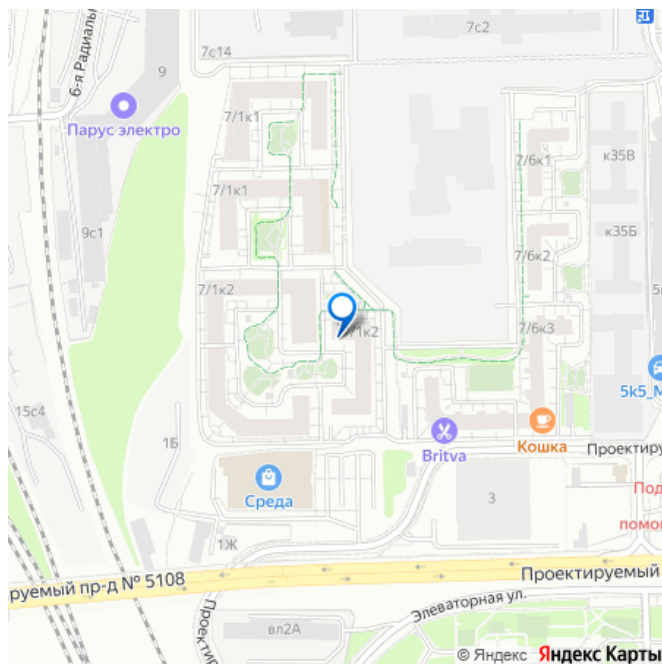 7с2
6-я Радиаль
7с14
9
Парус электро
7/1к1
7/6к1
к35В
7/1к1
9с1
к35Б
7/6к2
7/1к2
/1к2
7/6к3
5к5_М
15с4
1Б
Britva
Кошка
Проектиру
Среда
3
Под
помо
1Ж
руемый пр-д № 5108
Проектируемый
Элеваторная ул.
Проектир
вл2А
© Яндекс Яндекс Карты